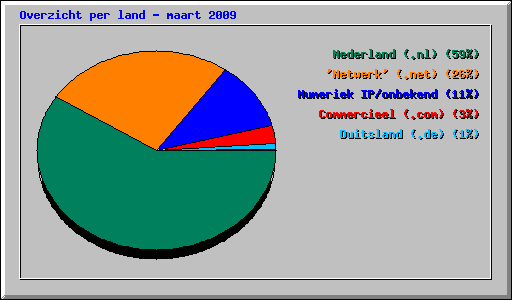 Overzicht per land - maart 2009
Nederland (.nl) (59%)
'Netwerk' (.net) (26%)
Numeriek IP/onbekend (11%)
Commercieel (.com) (3%)
Duitsland (.de) (1%)